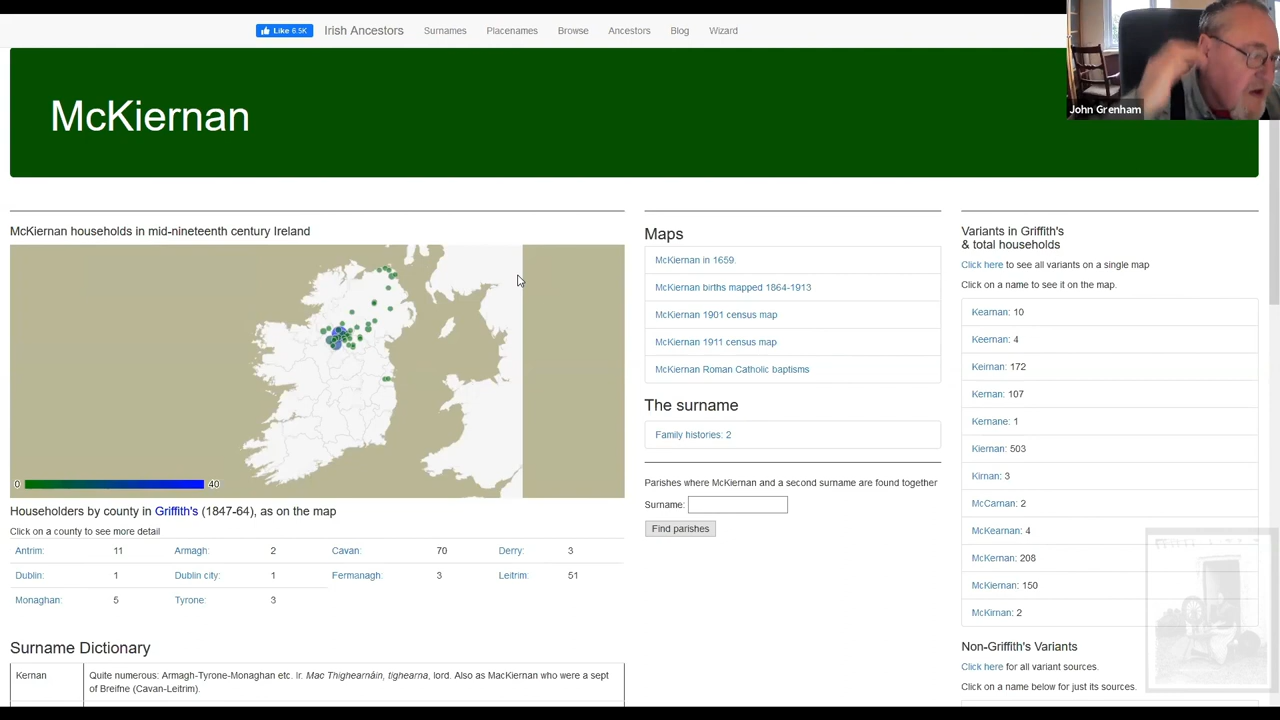 Like 6.5K
Irish Ancestors Surnames Placenames Browse Ancestors Blog Wizard
John Grenham
McKiernan
McKiernan households in mid-nineteenth century Ireland
0 40
Householders by county in Griffith's (1847-64), as on the map
Click on a county to see more detail
Antrim: 11 Armagh: 2 Cavan: 70 Derry: 3
Dublin: 1 Dublin city: 1 Fermanagh: 3 Leitrim: 51
Monaghan: 5 Tyrone: 3
Surname Dictionary
Kernan Quite numerous: Armagh-Tyrone-Monaghan etc. Ir. Mac Thighearnáin, tighearna, lord. Also as MacKiernan who were a sept
of Breifne (Cavan-Leitrim).
Maps
McKiernan in 1659.
McKiernan births mapped 1864-1913
McKiernan 1901 census map
McKiernan 1911 census map
McKiernan Roman Catholic baptisms
The surname
Family histories: 2
Parishes where McKiernan and a second surname are found together
Surname:
Find parishes
Variants in Griffith's
& total households
Click here to see all variants on a single map
Click on a name to see it on the map.
Kearnan: 10
Keernan: 4
Keirnan: 172
Kernan: 107
Kernane: 1
Kiernan: 503
Kirnan: 3
McCarnan: 2
McKearnan: 4
McKernan: 208
McKiernan: 150
McKirnan: 2
Non-Griffith's Variants
Click here for all variant sources.
Click on a name below for just its sources.